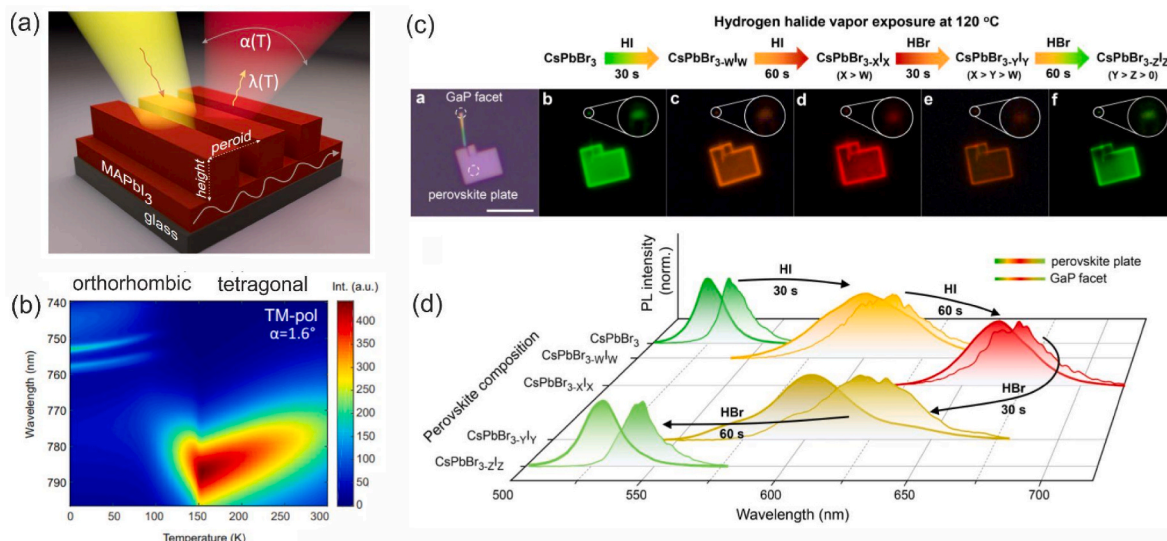 (a)
α(T)
λ(T)
peroid
height
MAPbI3
glass
(b)
orthorhombic tetragonal
Int. (a.u.)
TM-pol
α=1.6°
740
750
760
770
780
790
Wavelength (nm)
0 50 100 150 200 250 300
Temperature (K)
400
350
300
250
200
150
100
50
0
(c)
Hydrogen halide vapor exposure at 120 °C
CsPbBr3 HI 30 s CsPbBr3-WIW HI 60 s CsPbBr3-XIX HBr 30 s CsPbBr3-YIY HBr 60 s CsPbBr3-ZIZ
(X > W) (X > Y > W) (Y > Z > 0)
a b c d e f
GaP facet
perovskite plate
(d)
PL intensity
(norm.)
HI
30 s
HI
60 s
HBr
30 s
HBr
60 s
perovskite plate
GaP facet
Perovskite composition
CsPbBr3
CsPbBr3-WIW
CsPbBr3-XIX
CsPbBr3-YIY
CsPbBr3-ZIZ
500 550 600 650 700
Wavelength (nm)